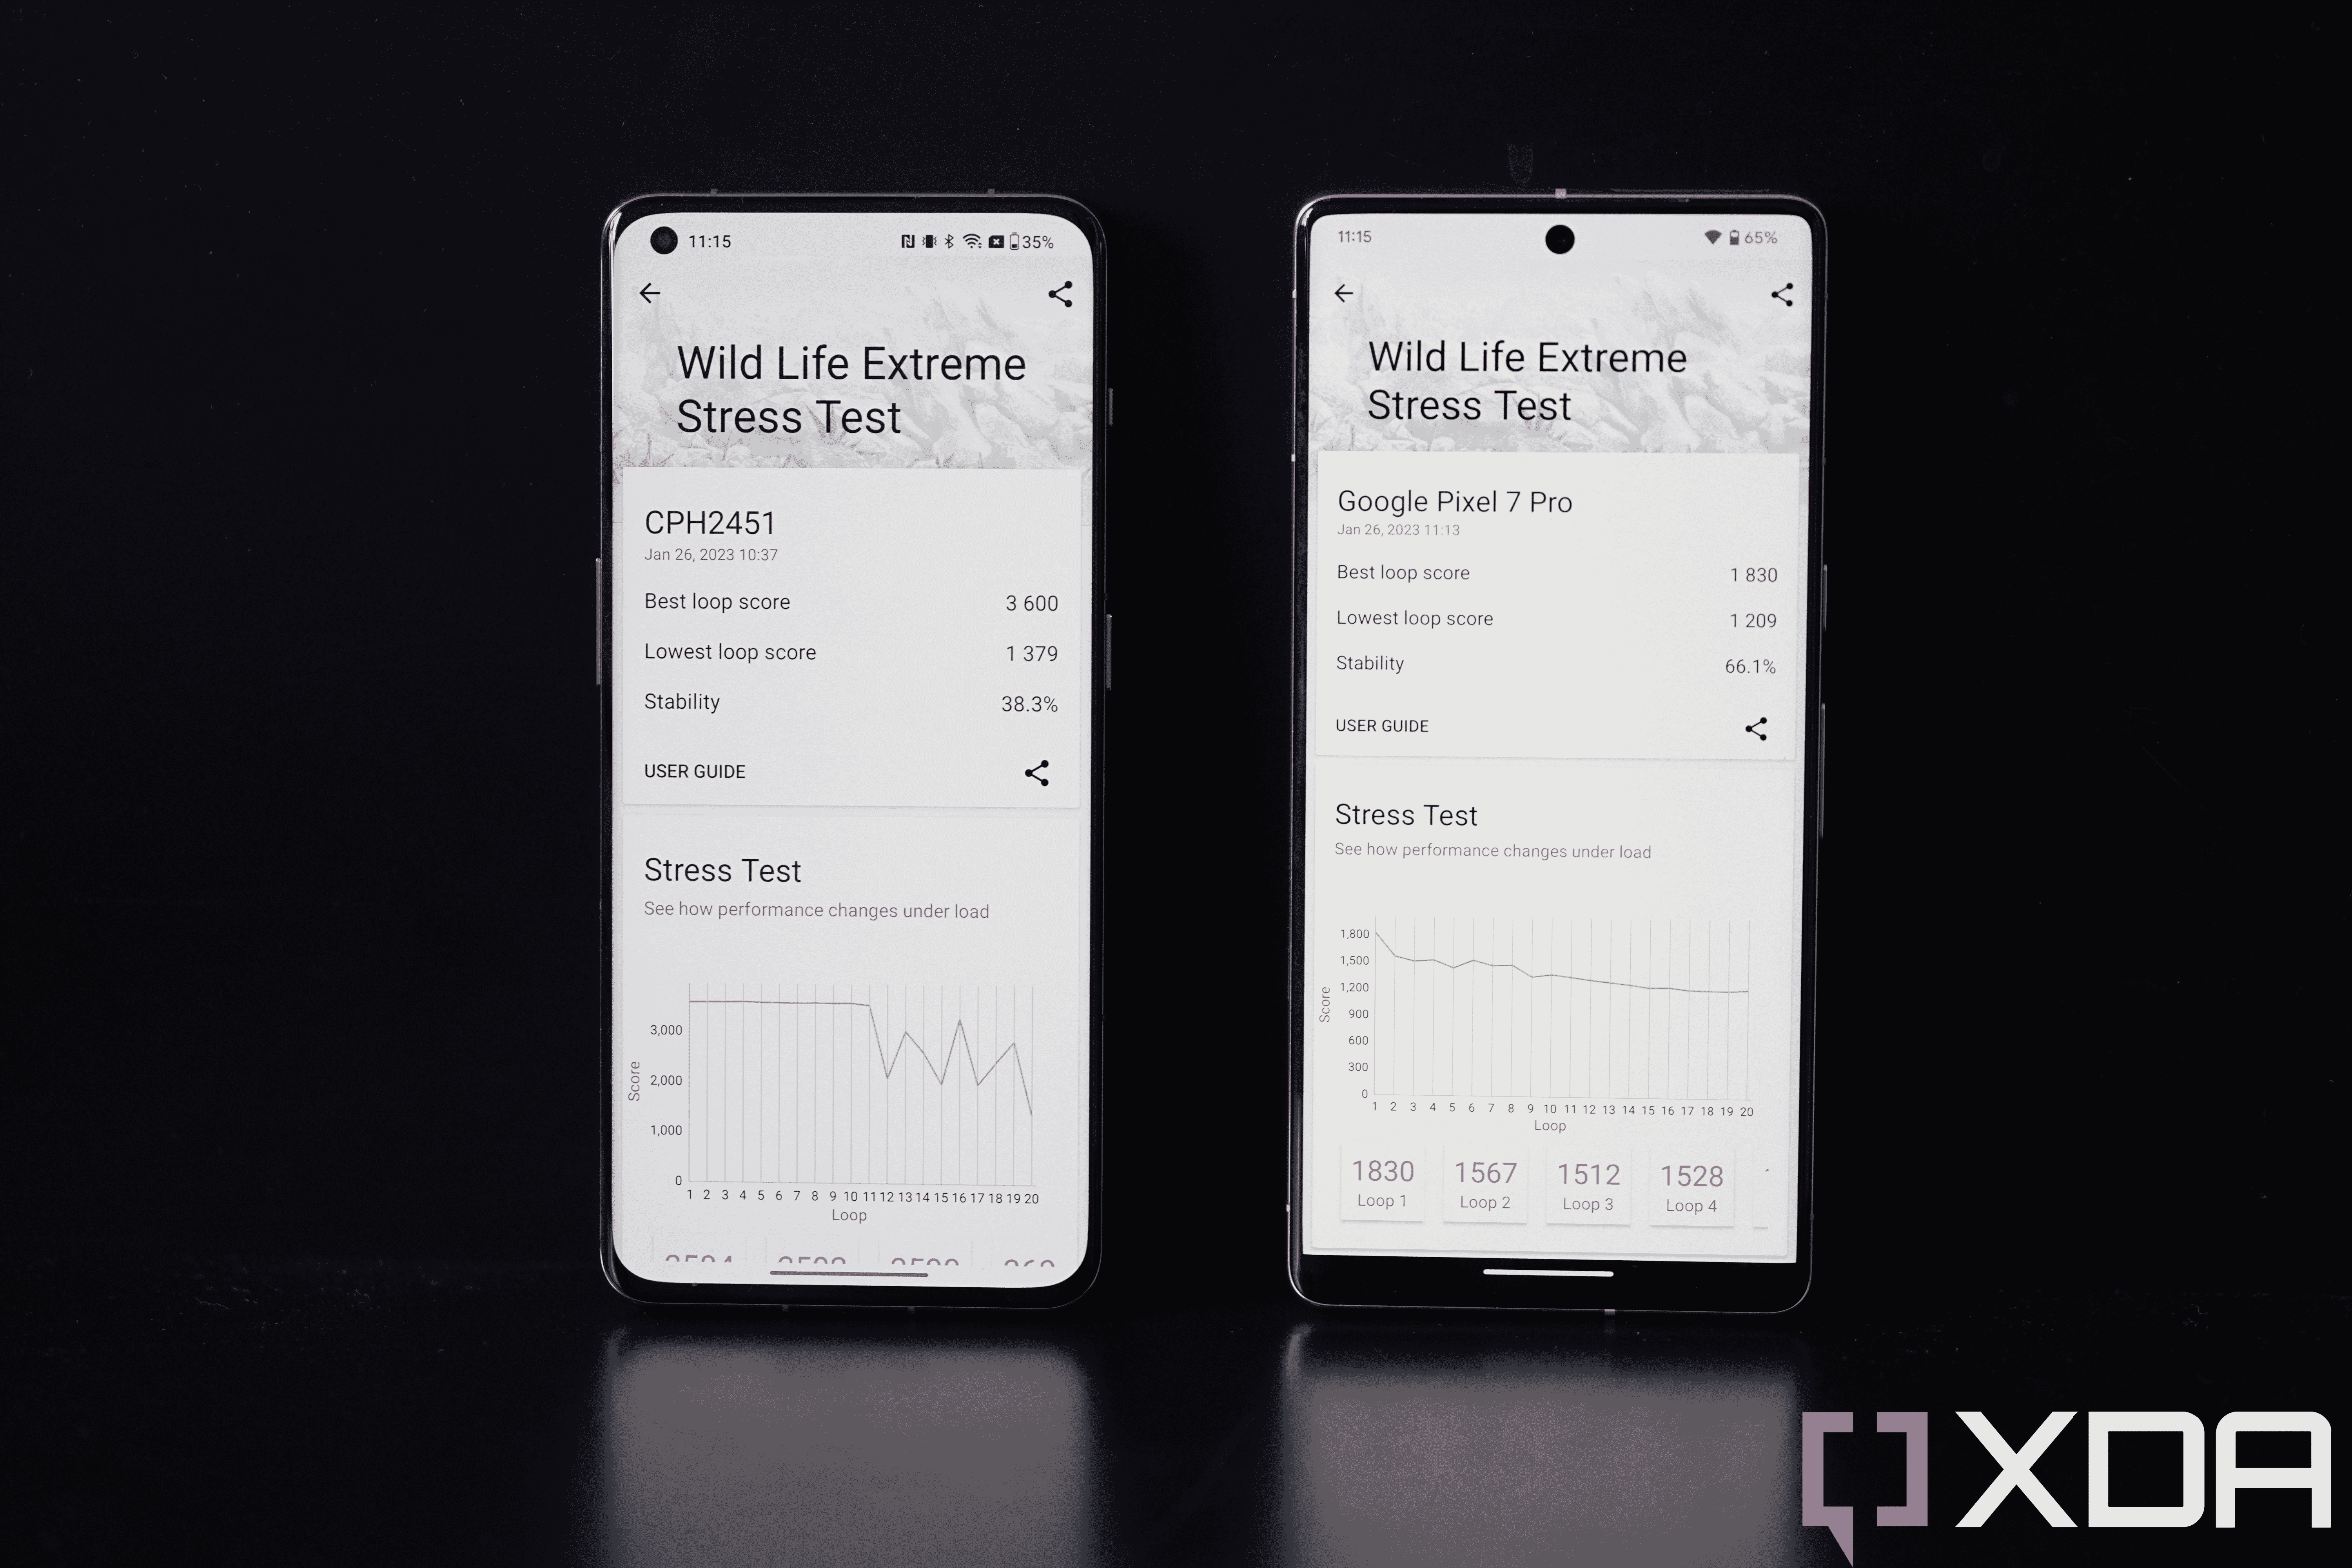 11:15
35%
Wild Life Extreme
Stress Test
CPH2451
Jan 26, 2023 10:37
Best loop score 3 600
Lowest loop score 1 379
Stability 38.3%
USER GUIDE
Stress Test
See how performance changes under load
Score
3,000
2,000
1,000
0
1 2 3 4 5 6 7 8 9 10 11 12 13 14 15 16 17 18 19 20
Loop
11:15
65%
Wild Life Extreme
Stress Test
Google Pixel 7 Pro
Jan 26, 2023 11:13
Best loop score 1 830
Lowest loop score 1 209
Stability 66.1%
USER GUIDE
Stress Test
See how performance changes under load
Score
1,800
1,500
1,200
900
600
300
0
1 2 3 4 5 6 7 8 9 10 11 12 13 14 15 16 17 18 19 20
Loop
1830 1567 1512 1528
Loop 1 Loop 2 Loop 3 Loop 4
XDA